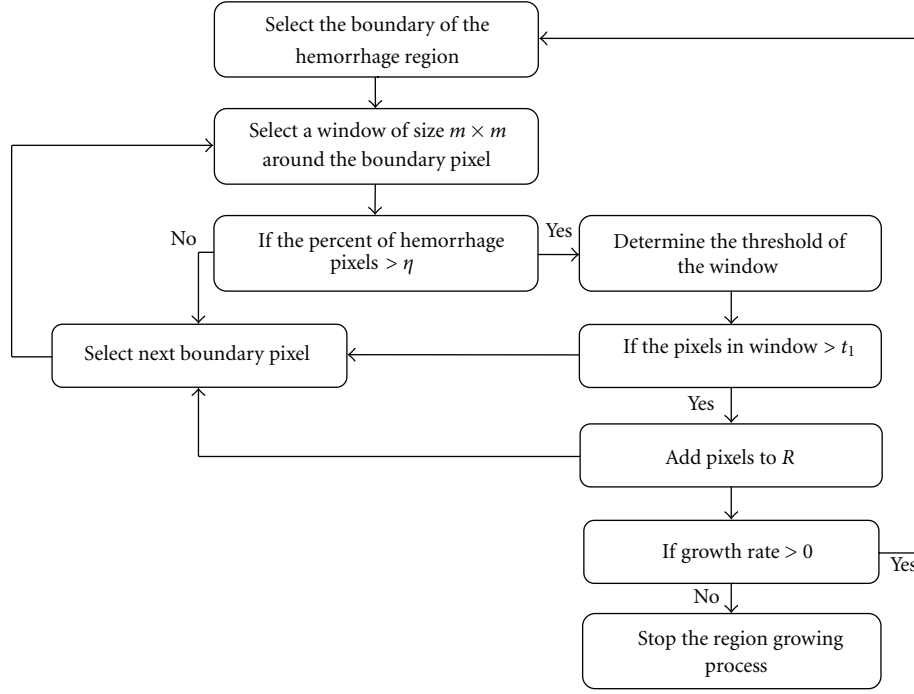 Select the boundary of the
hemorrhage region
Select a window of size m × m
around the boundary pixel
No
If the percent of hemorrhage
pixels > η
Yes
Determine the threshold of
the window
Select next boundary pixel
If the pixels in window > t₁
Yes
Add pixels to R
If growth rate > 0
Yes
No
Stop the region growing
process